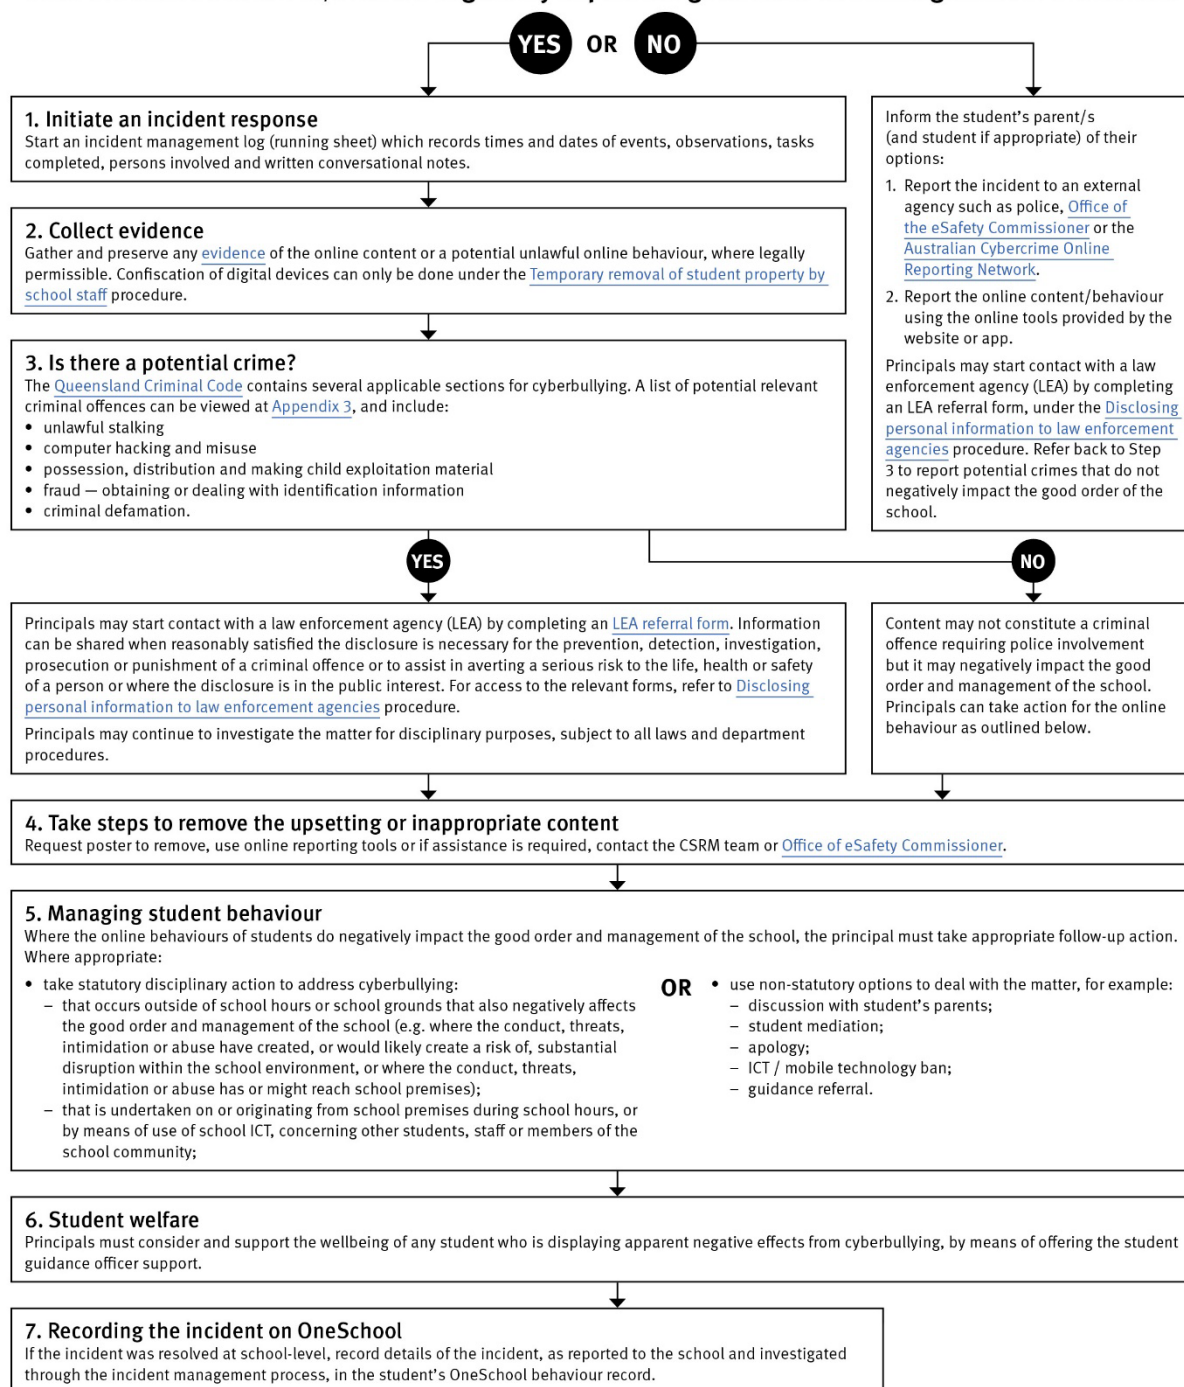 YES OR NO
1. Initiate an incident response
Start an incident management log (running sheet) which records times and dates of events, observations, tasks
completed, persons involved and written conversational notes.
2. Collect evidence
Gather and preserve any evidence of the online content or a potential unlawful online behaviour, where legally
permissible. Confiscation of digital devices can only be done under the Temporary removal of student property by
school staff procedure.
3. Is there a potential crime?
The Queensland Criminal Code contains several applicable sections for cyberbullying. A list of potential relevant
criminal offences can be viewed at Appendix 3, and include:
• unlawful stalking
• computer hacking and misuse
• possession, distribution and making child exploitation material
• fraud — obtaining or dealing with identification information
• criminal defamation.
Inform the student's parent/s
(and student if appropriate) of their
options:
1. Report the incident to an external
agency such as police, Office of
the eSafety Commissioner or the
Australian Cybercrime Online
Reporting Network.
2. Report the online content/behaviour
using the online tools provided by the
website or app.
Principals may start contact with a law
enforcement agency (LEA) by completing
an LEA referral form, under the Disclosing
personal information to law enforcement
agencies procedure. Refer back to Step
3 to report potential crimes that do not
negatively impact the good order of the
school.
YES
NO
Principals may start contact with a law enforcement agency (LEA) by completing an LEA referral form. Information
can be shared when reasonably satisfied the disclosure is necessary for the prevention, detection, investigation,
prosecution or punishment of a criminal offence or to assist in averting a serious risk to the life, health or safety
of a person or where the disclosure is in the public interest. For access to the relevant forms, refer to Disclosing
personal information to law enforcement agencies procedure.
Principals may continue to investigate the matter for disciplinary purposes, subject to all laws and department
procedures.
Content may not constitute a criminal
offence requiring police involvement
but it may negatively impact the good
order and management of the school.
Principals can take action for the online
behaviour as outlined below.
4. Take steps to remove the upsetting or inappropriate content
Request poster to remove, use online reporting tools or if assistance is required, contact the CSRM team or Office of eSafety Commissioner.
5. Managing student behaviour
Where the online behaviours of students do negatively impact the good order and management of the school, the principal must take appropriate follow-up action.
Where appropriate:
• take statutory disciplinary action to address cyberbullying:
– that occurs outside of school hours or school grounds that also negatively affects
the good order and management of the school (e.g. where the conduct, threats,
intimidation or abuse have created, or would likely create a risk of, substantial
disruption within the school environment, or where the conduct, threats,
intimidation or abuse has or might reach school premises);
– that is undertaken on or originating from school premises during school hours, or
by means of use of school ICT, concerning other students, staff or members of the
school community;
OR
• use non-statutory options to deal with the matter, for example:
– discussion with student's parents;
– student mediation;
– apology;
– ICT / mobile technology ban;
– guidance referral.
6. Student welfare
Principals must consider and support the wellbeing of any student who is displaying apparent negative effects from cyberbullying, by means of offering the student
guidance officer support.
7. Recording the incident on OneSchool
If the incident was resolved at school-level, record details of the incident, as reported to the school and investigated
through the incident management process, in the student's OneSchool behaviour record.